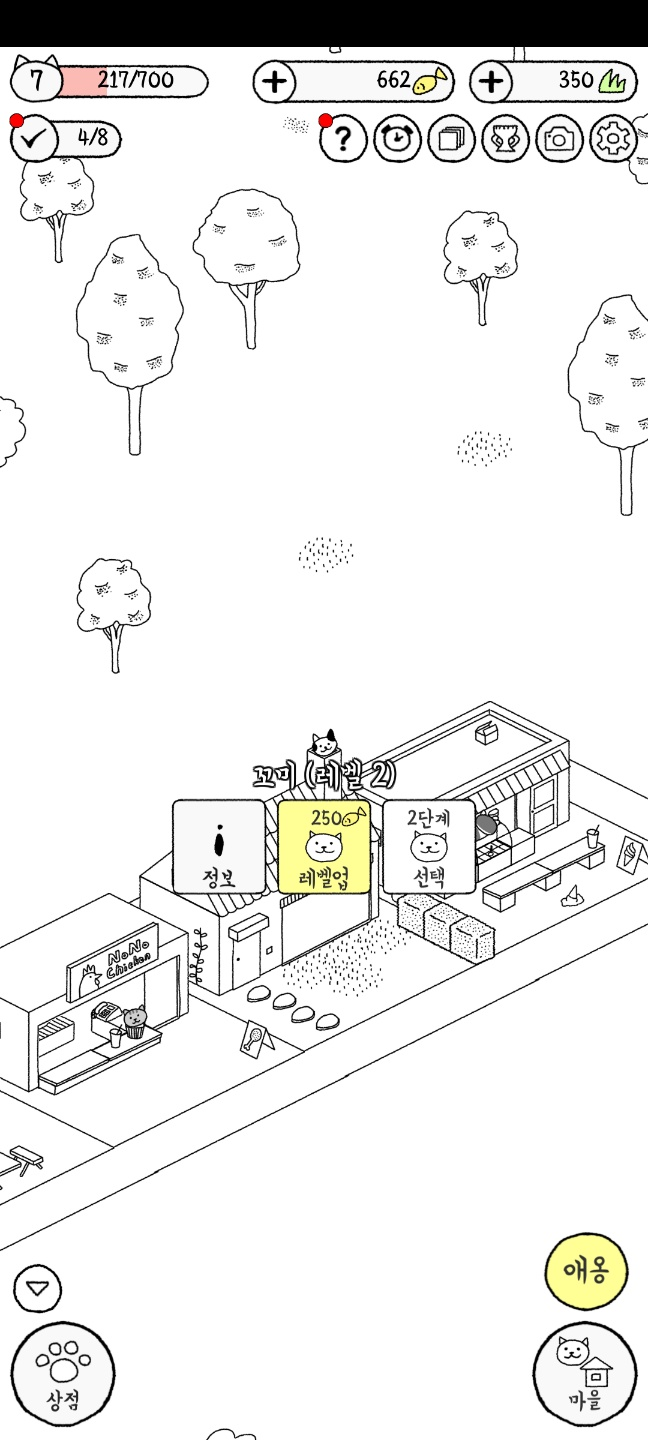 7
217/700
662
350
4/8
?
꼬미 (레벨 2)
정보
250
레벨업
2단계
선택
NoNo
Chicken
애옹
상점
마을